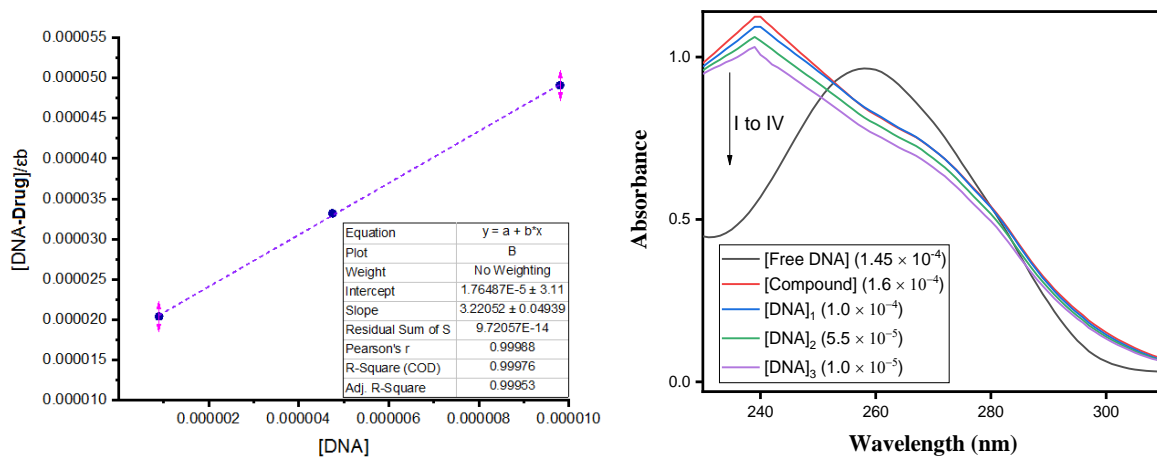 0.000055
0.000050
0.000045
0.000040
0.000035
0.000030
0.000025
0.000020
0.000015
0.000010
[DNA-Drug]/εb
0.000002
0.000004
0.000006
0.000008
0.000010
[DNA]
Equation y = a + b*x
Plot B
Weight No Weighting
Intercept 1.76487E-5 ± 3.11
Slope 3.22052 ± 0.04939
Residual Sum of S 9.72057E-14
Pearson's r 0.99988
R-Square (COD) 0.99976
Adj. R-Square 0.99953
1.0
0.5
0.0
Absorbance
I to IV
[Free DNA] (1.45 × 10⁻⁴)
[Compound] (1.6 × 10⁻⁴)
[DNA]₁ (1.0 × 10⁻⁴)
[DNA]₂ (5.5 × 10⁻⁵)
[DNA]₃ (1.0 × 10⁻⁵)
240
260
280
300
Wavelength (nm)